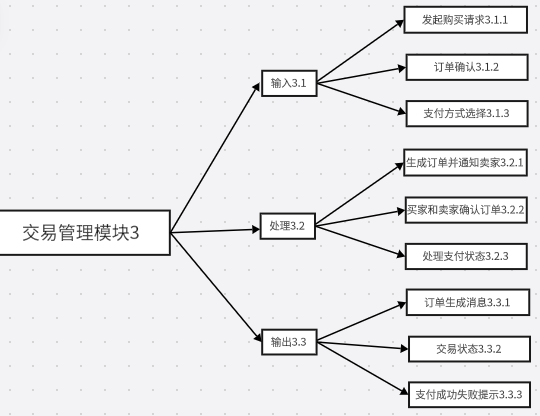 交易管理模块3
输入3.1
发起购买请求3.1.1
订单确认3.1.2
支付方式选择3.1.3
处理3.2
生成订单并通知卖家3.2.1
买家和卖家确认订单3.2.2
处理支付状态3.2.3
输出3.3
订单生成消息3.3.1
交易状态3.3.2
支付成功失败提示3.3.3